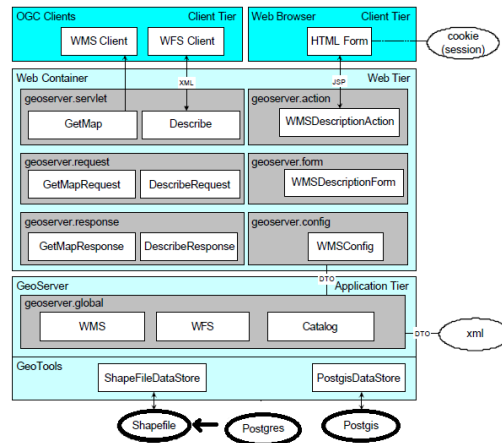 OGC Clients Client Tier
WMS Client WFS Client
Web Browser Client Tier
HTML Form
cookie
(session)
XML
JSP
Web Container Web Tier
geoserver.servlet
GetMap Describe
geoserver.action
WMSDescriptionAction
geoserver.request
GetMapRequest DescribeRequest
geoserver.form
WMSDescriptionForm
geoserver.response
GetMapResponse DescribeResponse
geoserver.config
WMSConfig
DTO
GeoServer Application Tier
geoserver.global
WMS WFS Catalog
DTO
xml
GeoTools
ShapeFileDataStore PostgisDataStore
Shapefile Postgres Postgis